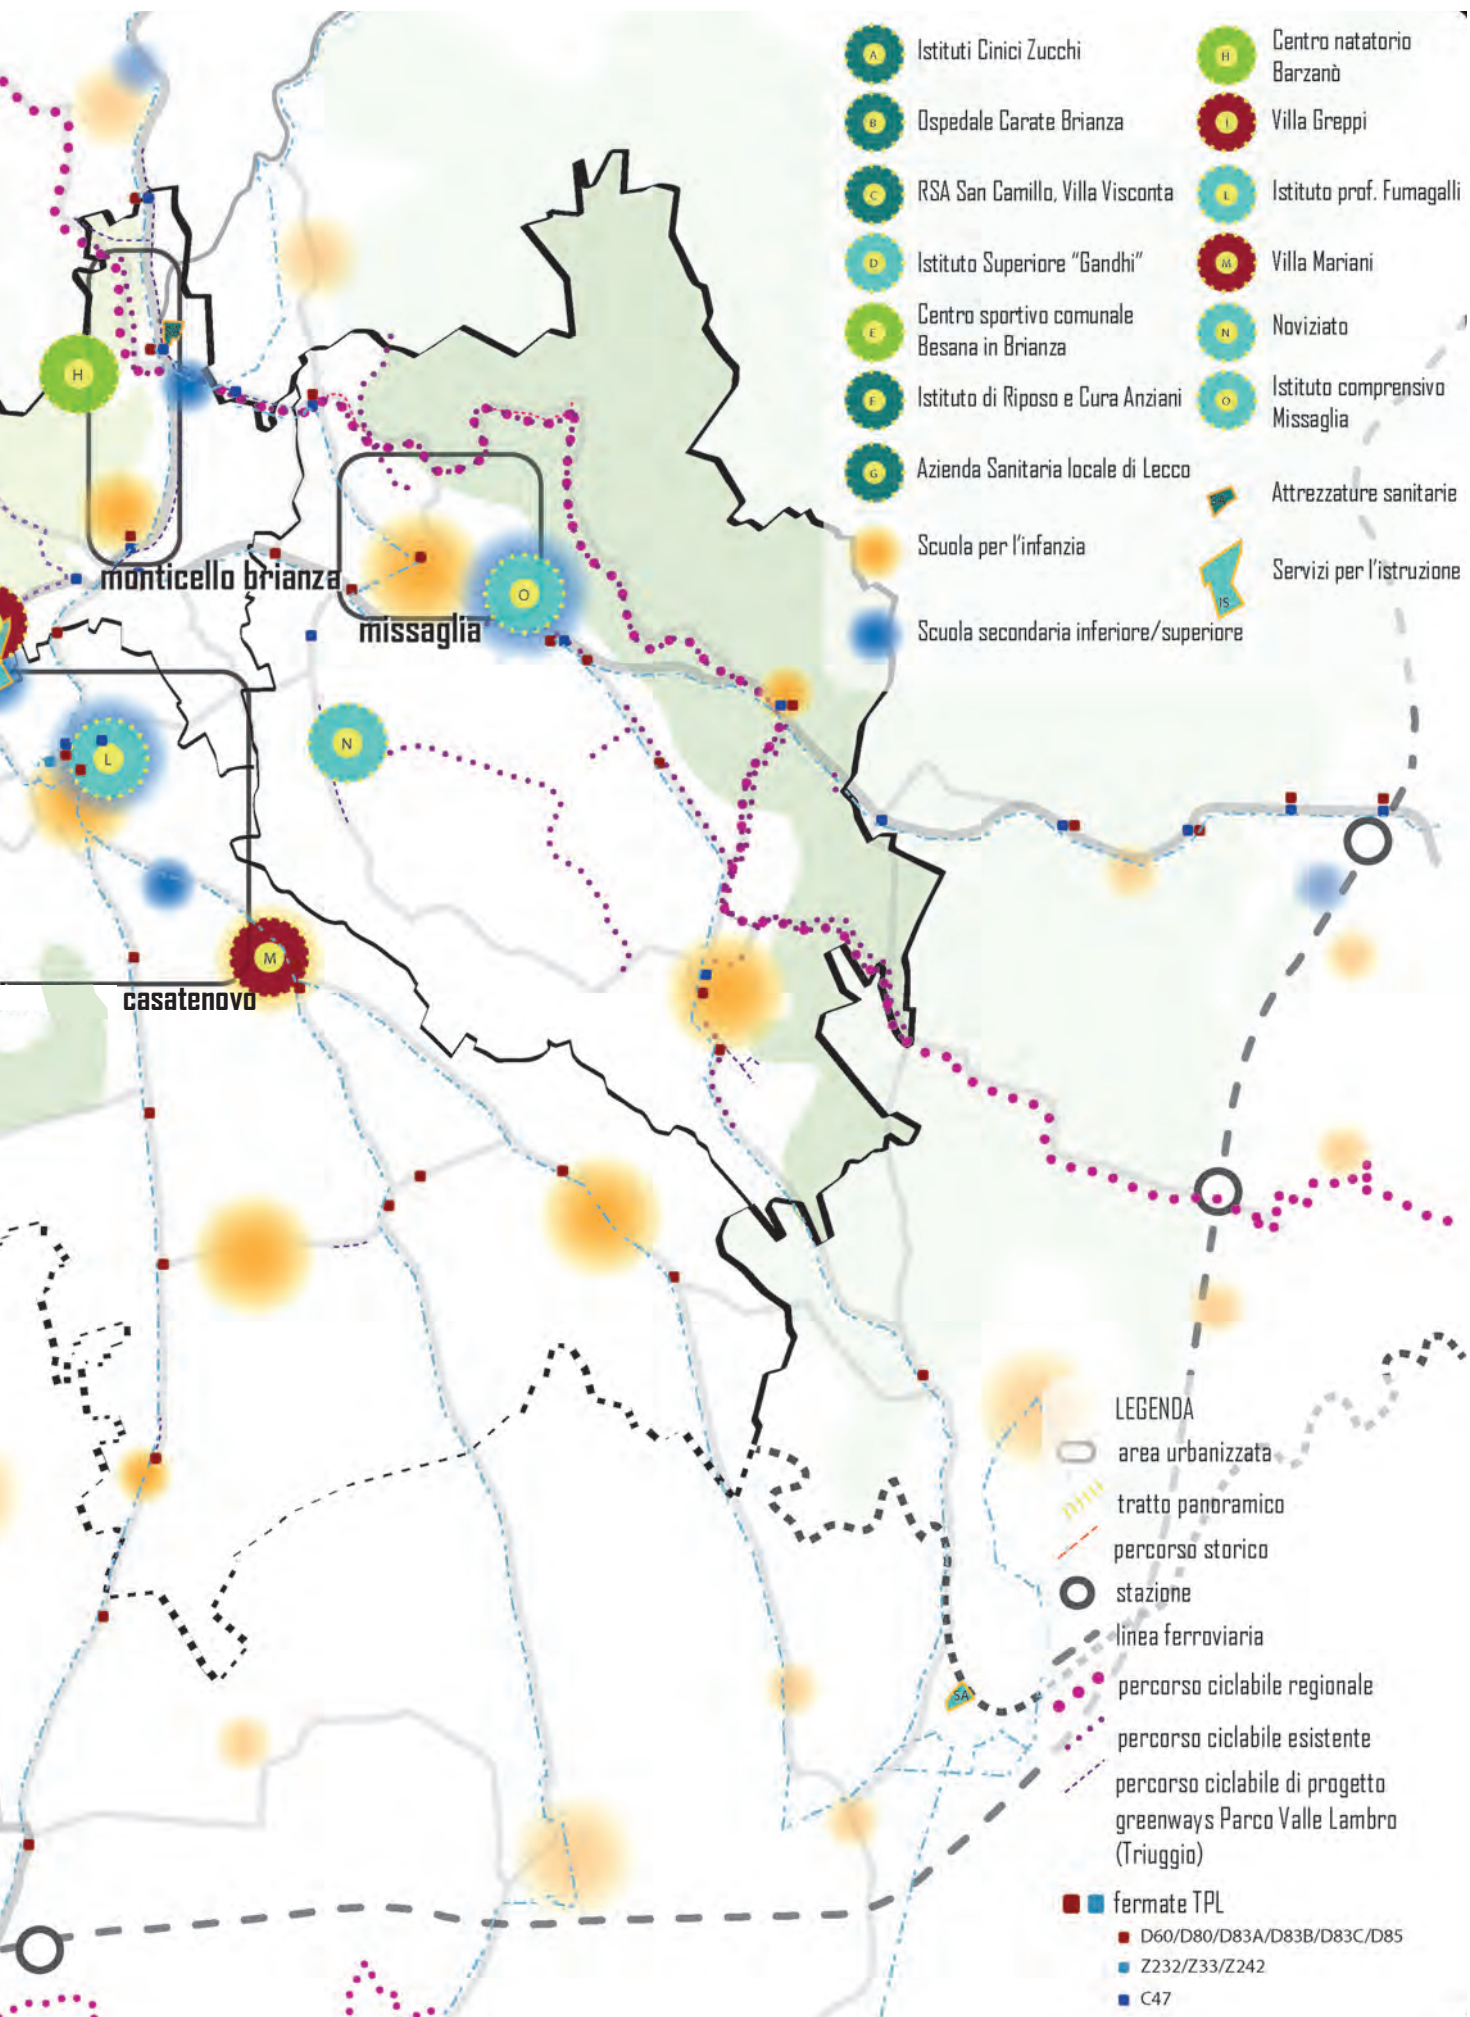 A
Istituti Cinici Zucchi
B
Ospedale Carate Brianza
C
RSA San Camillo, Villa Visconta
D
Istituto Superiore "Gandhi"
E
Centro sportivo comunale
Besana in Brianza
F
Istituto di Riposo e Cura Anziani
G
Azienda Sanitaria locale di Lecco
Scuola per l'infanzia
Scuola secondaria inferiore/superiore
H
Centro natatorio
Barzanò
I
Villa Greppi
L
Istituto prof. Fumagalli
M
Villa Mariani
N
Noviziato
O
Istituto comprensivo
Missaglia
SA
Attrezzature sanitarie
IS
Servizi per l'istruzione
H
monticello brianza
O
missaglia
L
N
M
casatenovo
SA
LEGENDA
area urbanizzata
tratto panoramico
percorso storico
stazione
linea ferroviaria
percorso ciclabile regionale
percorso ciclabile esistente
percorso ciclabile di progetto
greenways Parco Valle Lambro
(Triuggio)
fermate TPL
D60/D80/D83A/D83B/D83C/D85
Z232/Z33/Z242
C47